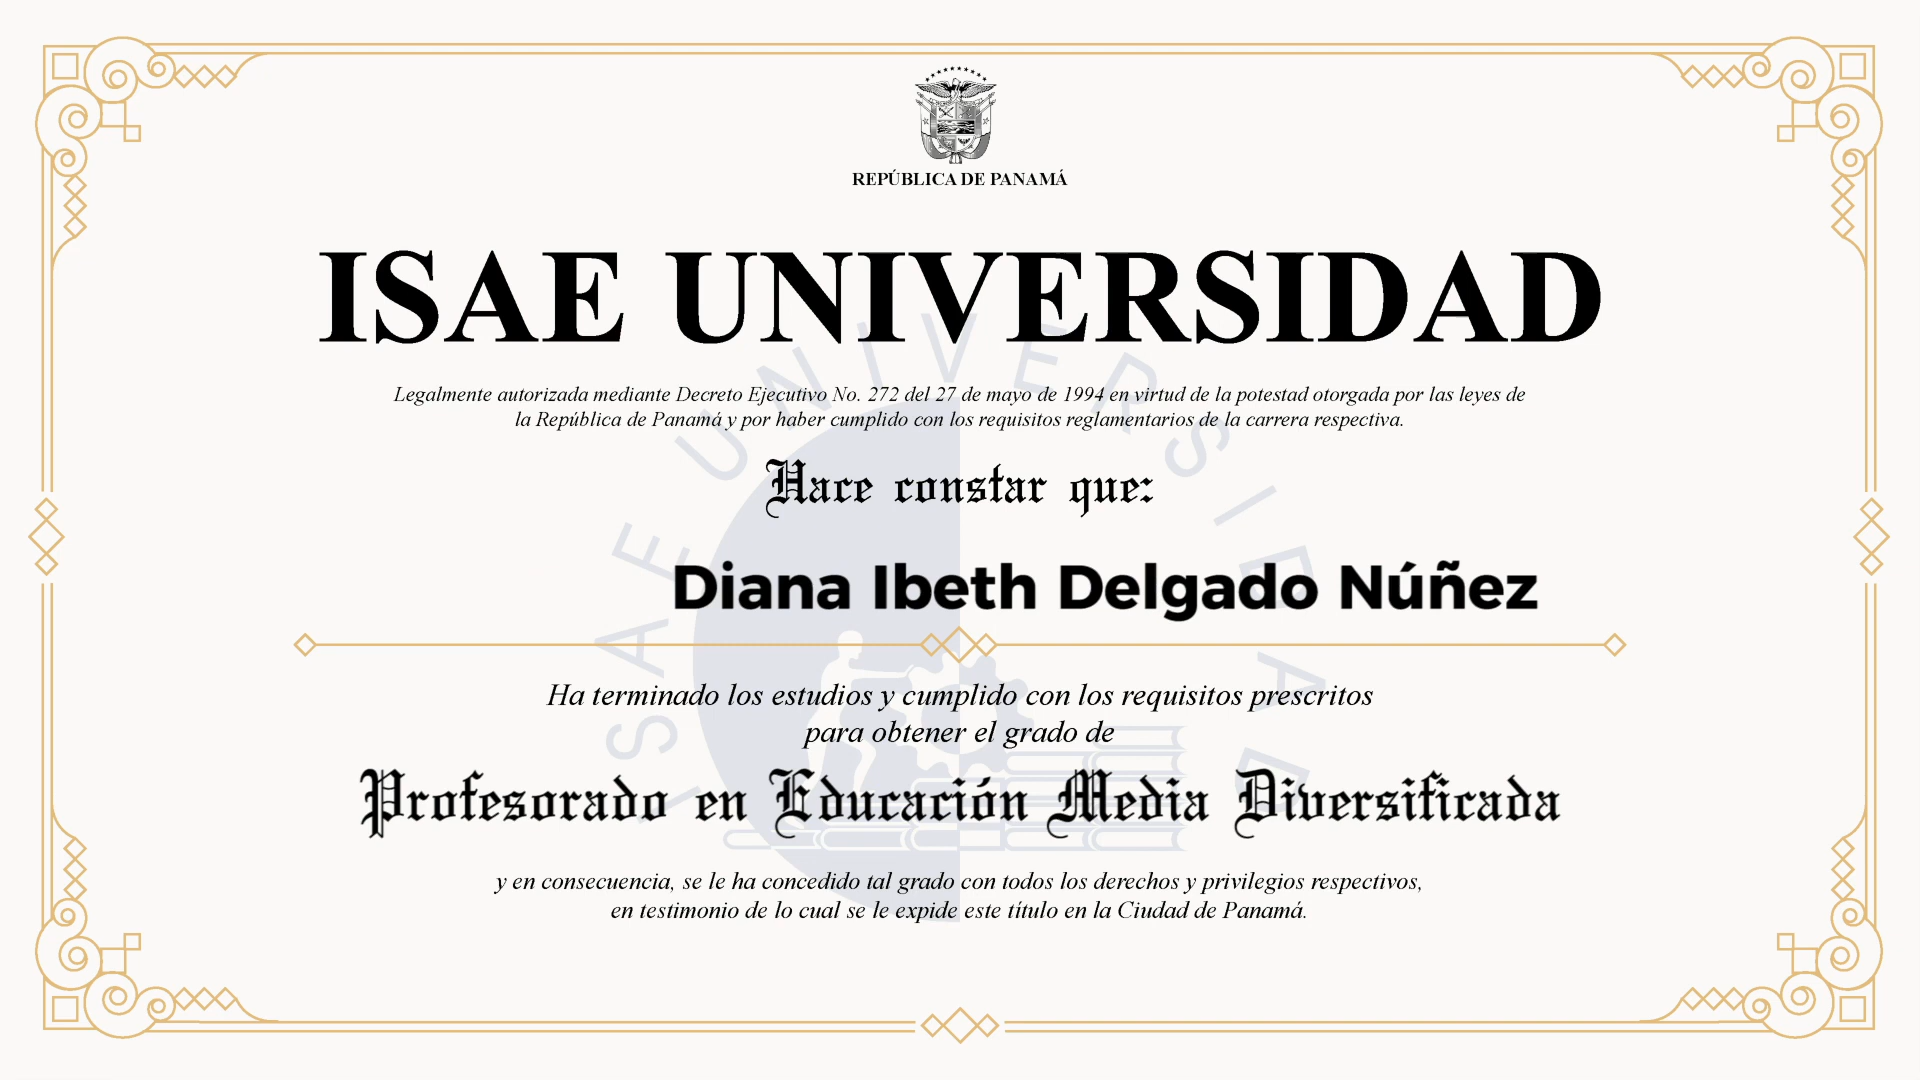 REPÚBLICA DE PANAMÁ
ISAE UNIVERSIDAD
Legalmente autorizada mediante Decreto Ejecutivo No. 272 del 27 de mayo de 1994 en virtud de la potestad otorgada por las leyes de
la República de Panamá y por haber cumplido con los requisitos reglamentarios de la carrera respectiva.
Hace constar que:
Diana Ibeth Delgado Núñez
Ha terminado los estudios y cumplido con los requisitos prescritos
para obtener el grado de
Profesorado en Educación Media Diversificada
y en consecuencia, se le ha concedido tal grado con todos los derechos y privilegios respectivos,
en testimonio de lo cual se le expide este título en la Ciudad de Panamá.
ISAE UNIVERSIDAD